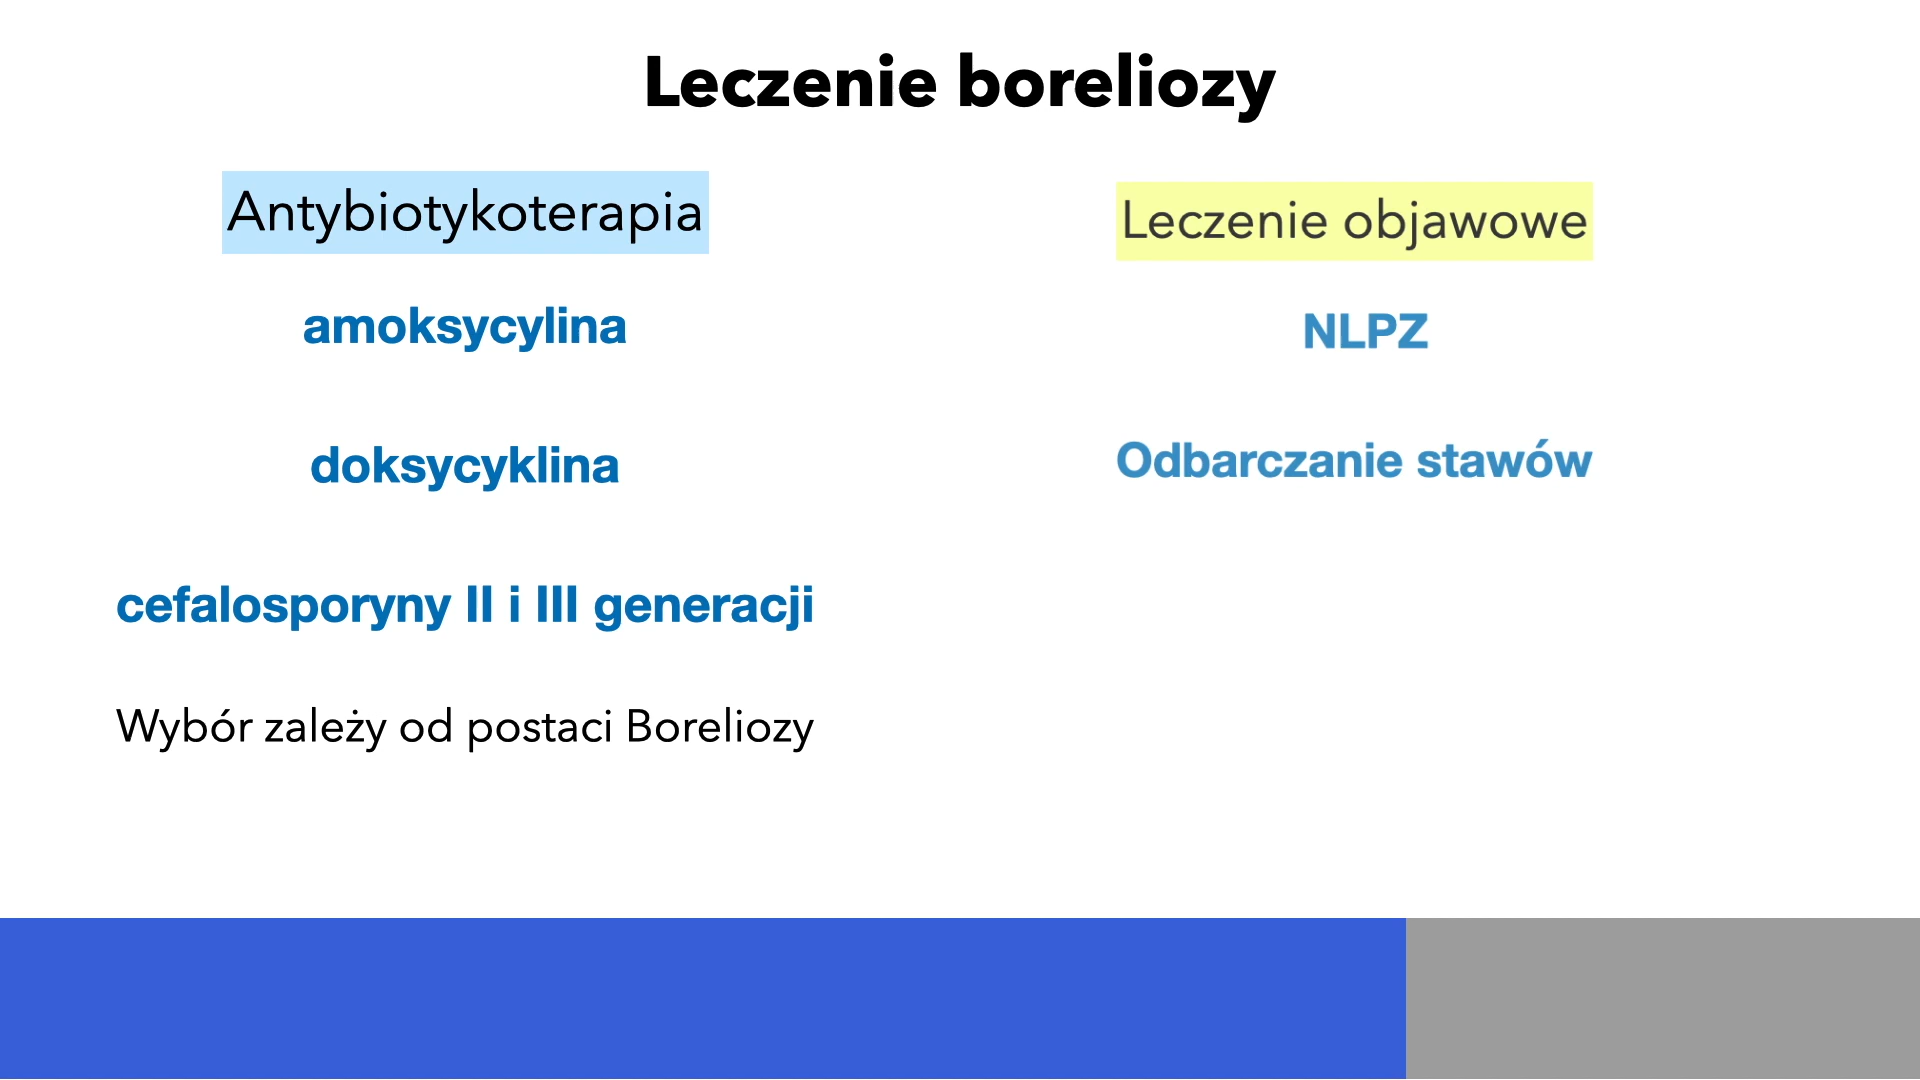 Leczenie boreliozy
Antybiotykoterapia
amoksycylina
doksycyklina
cefalosporyny II i III generacji
Wybór zależy od postaci Boreliozy
Leczenie objawowe
NLPZ
Odbarczanie stawów